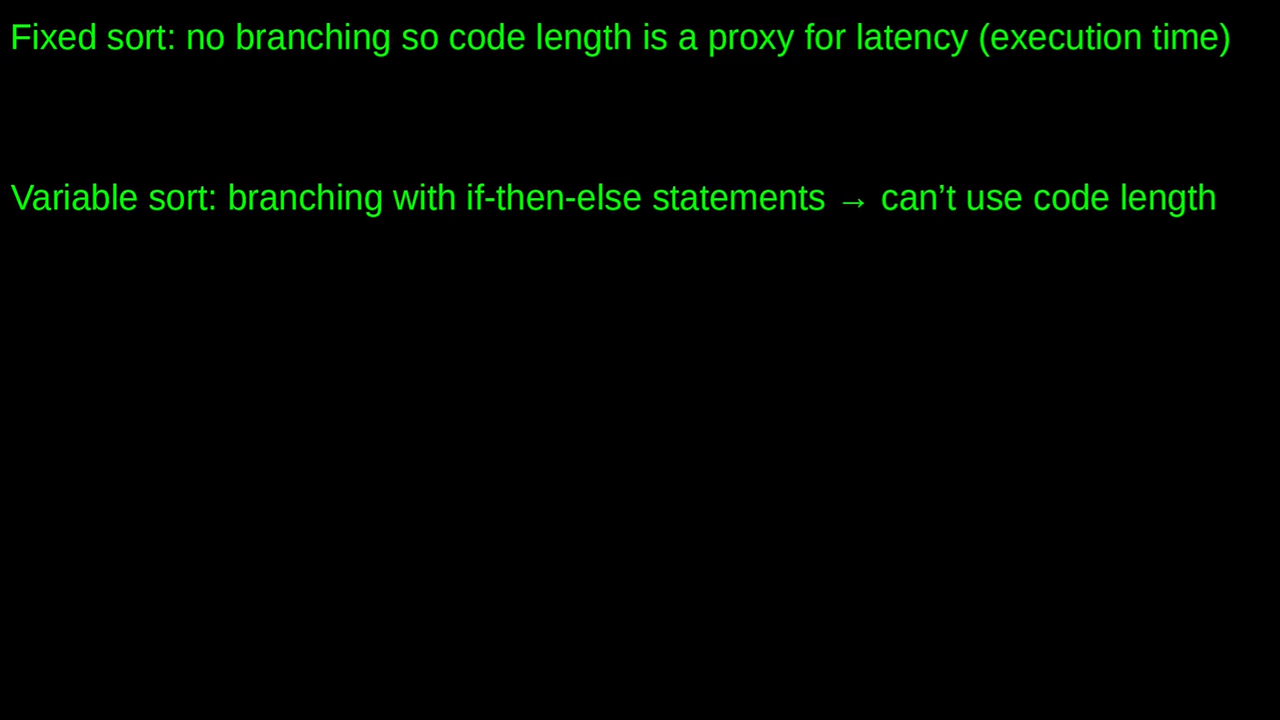 Fixed sort: no branching so code length is a proxy for latency (execution time)
Variable sort: branching with if-then-else statements → can’t use code length